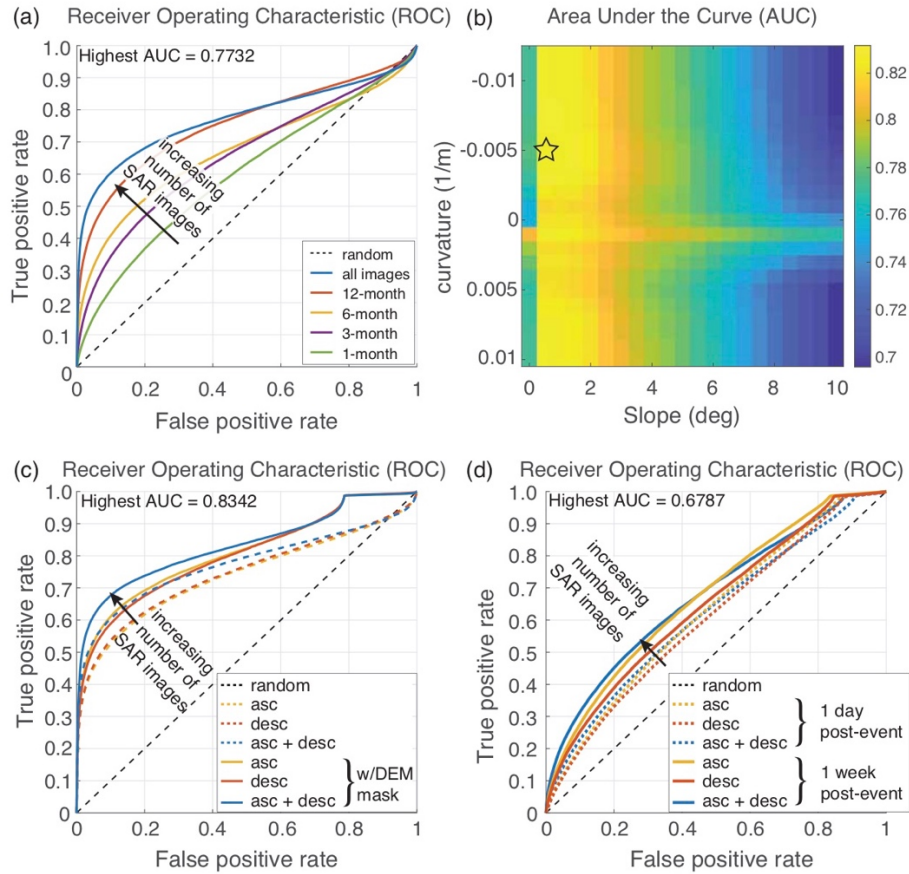 (a) Receiver Operating Characteristic (ROC)
Highest AUC = 0.7732
True positive rate
1.0
0.9
0.8
0.7
0.6
0.5
0.4
0.3
0.2
0.1
0
increasing
number of
SAR images
random
all images
12-month
6-month
3-month
1-month
0 0.2 0.4 0.6 0.8 1
False positive rate
(b) Area Under the Curve (AUC)
curvature (1/m)
-0.01
-0.005
0
0.005
0.01
0 2 4 6 8 10
Slope (deg)
0.82
0.8
0.78
0.76
0.74
0.72
0.7
(c) Receiver Operating Characteristic (ROC)
Highest AUC = 0.8342
True positive rate
1.0
0.9
0.8
0.7
0.6
0.5
0.4
0.3
0.2
0.1
0
increasing
number of
SAR images
random
asc
desc
asc + desc
asc
desc
asc + desc
w/DEM
mask
0 0.2 0.4 0.6 0.8 1
False positive rate
(d) Receiver Operating Characteristic (ROC)
Highest AUC = 0.6787
True positive rate
1.0
0.9
0.8
0.7
0.6
0.5
0.4
0.3
0.2
0.1
0.0
increasing
number of
SAR images
random
asc
desc
asc + desc
1 day
post-event
asc
desc
asc + desc
1 week
post-event
0 0.2 0.4 0.6 0.8 1
False positive rate